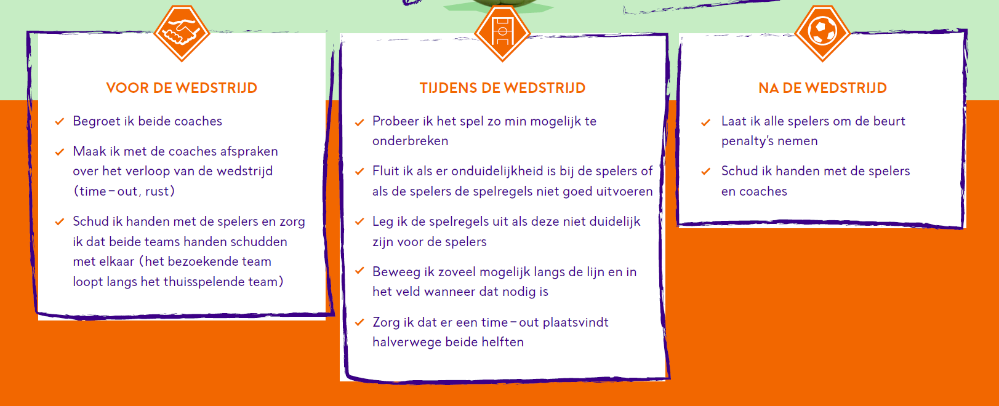 VOOR DE WEDSTRIJD
Begroet ik beide coaches
Maak ik met de coaches afspraken
over het verloop van de wedstrijd
(time-out, rust)
Schud ik handen met de spelers en zorg
ik dat beide teams handen schudden
met elkaar (het bezoekende team
loopt langs het thuisspelende team)
TIJDENS DE WEDSTRIJD
Probeer ik het spel zo min mogelijk te
onderbreken
Fluit ik als er onduidelijkheid is bij de spelers of
als de spelers de spelregels niet goed uitvoeren
Leg ik de spelregels uit als deze niet duidelijk
zijn voor de spelers
Beweeg ik zoveel mogelijk langs de lijn en in
het veld wanneer dat nodig is
Zorg ik dat er een time-out plaatsvindt
halverwege beide helften
NA DE WEDSTRIJD
Laat ik alle spelers om de beurt
penalty's nemen
Schud ik handen met de spelers
en coaches